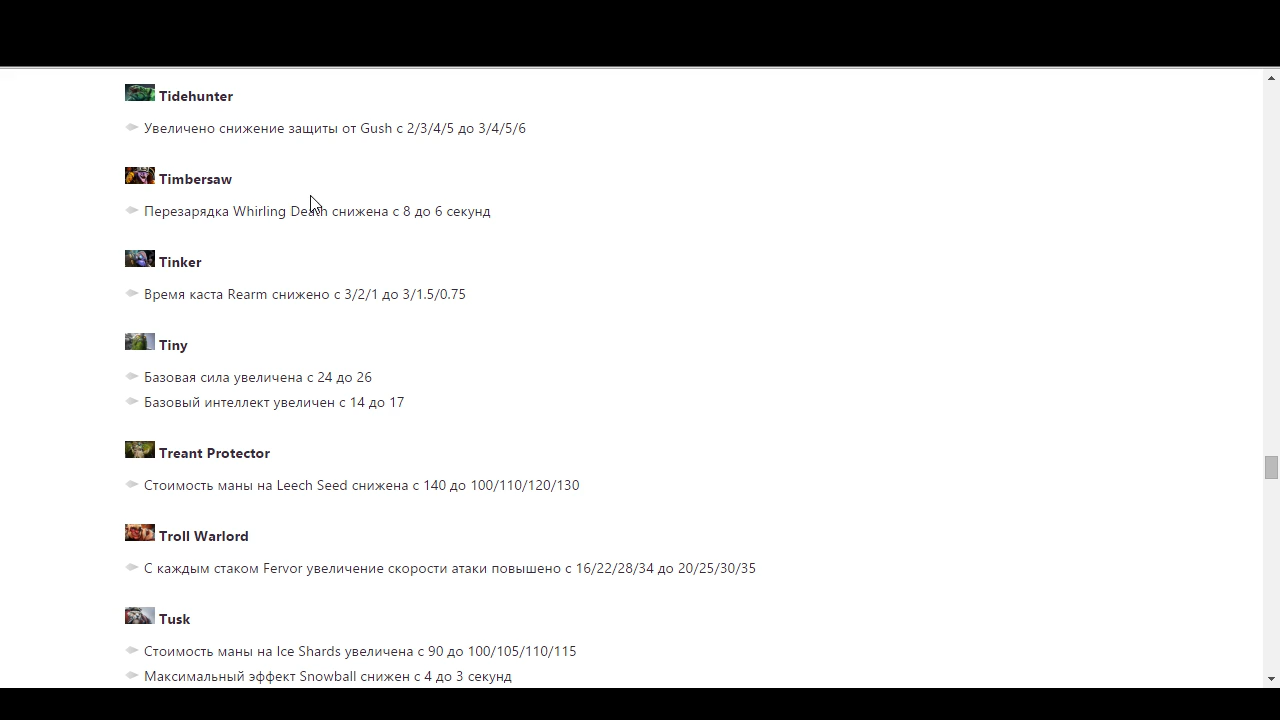 Tidehunter
Увеличено снижение защиты от Gush с 2/3/4/5 до 3/4/5/6
Timbersaw
Перезарядка Whirling Death снижена с 8 до 6 секунд
Tinker
Время каста Rearm снижено с 3/2/1 до 3/1.5/0.75
Tiny
Базовая сила увеличена с 24 до 26
Базовый интеллект увеличен с 14 до 17
Treant Protector
Стоимость маны на Leech Seed снижена с 140 до 100/110/120/130
Troll Warlord
С каждым стаком Fervor увеличение скорости атаки повышено с 16/22/28/34 до 20/25/30/35
Tusk
Стоимость маны на Ice Shards увеличена с 90 до 100/105/110/115
Максимальный эффект Snowball снижен с 4 до 3 секунд